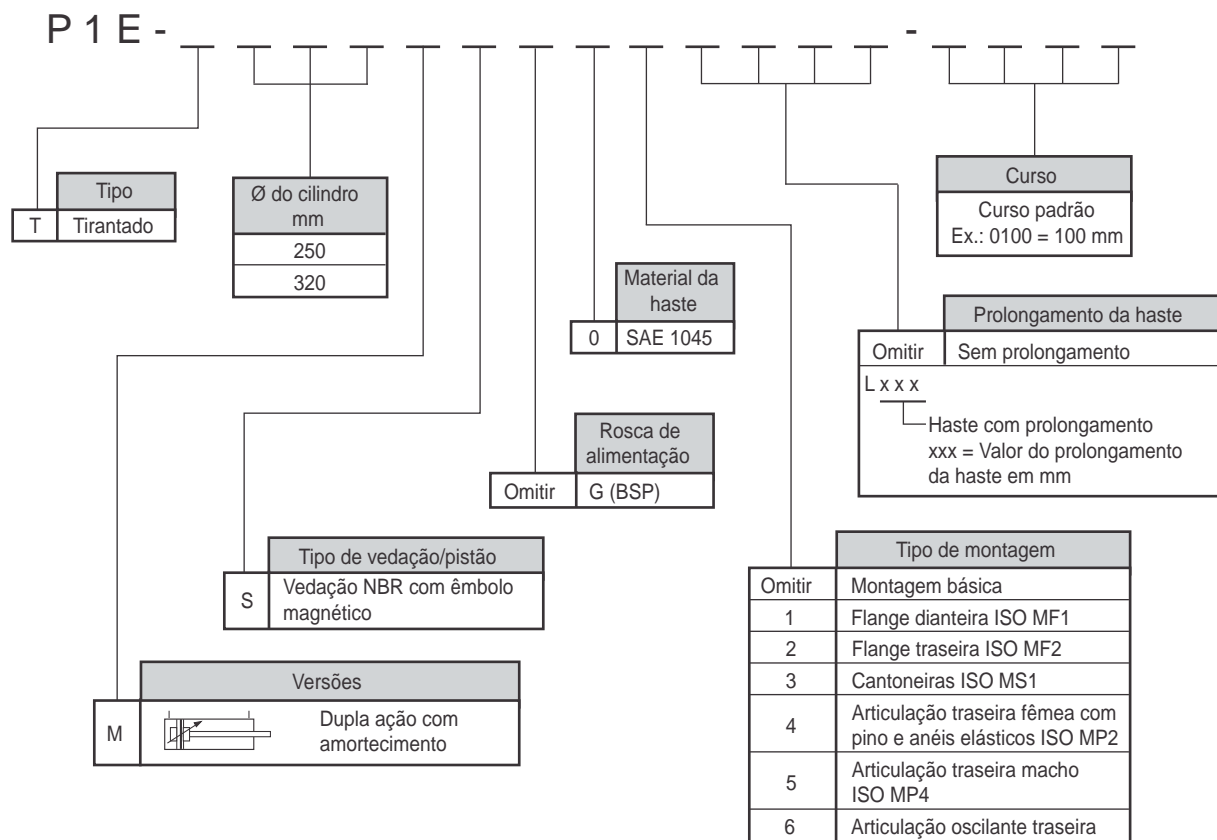 P 1 E - -
Tipo
T Tirantado
Ø do cilindro
mm
250
320
Curso
Curso padrão
Ex.: 0100 = 100 mm
Material da
haste
0 SAE 1045
Prolongamento da haste
Omitir Sem prolongamento
L x x x
Haste com prolongamento
xxx = Valor do prolongamento
da haste em mm
Rosca de
alimentação
Omitir G (BSP)
Tipo de vedação/pistão
S Vedação NBR com êmbolo
magnético
Versões
M Dupla ação com
amortecimento
Tipo de montagem
Omitir Montagem básica
1 Flange dianteira ISO MF1
2 Flange traseira ISO MF2
3 Cantoneiras ISO MS1
4 Articulação traseira fêmea com
pino e anéis elásticos ISO MP2
5 Articulação traseira macho
ISO MP4
6 Articulação oscilante traseira